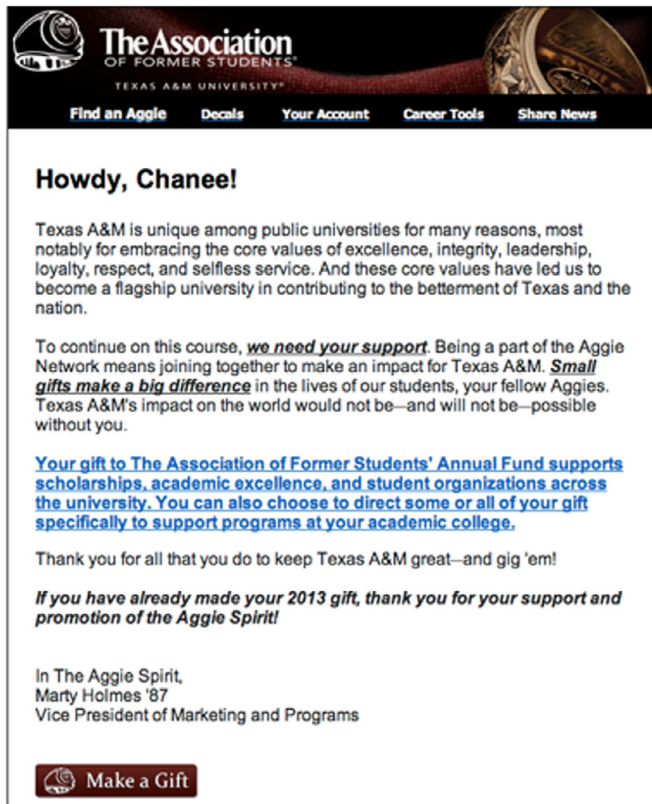 The Association
OF FORMER STUDENTS®
TEXAS A&M UNIVERSITY®
Find an Aggie Decals Your Account Career Tools Share News
Howdy, Chanee!
Texas A&M is unique among public universities for many reasons, most
notably for embracing the core values of excellence, integrity, leadership,
loyalty, respect, and selfless service. And these core values have led us to
become a flagship university in contributing to the betterment of Texas and the
nation.
To continue on this course, we need your support. Being a part of the Aggie
Network means joining together to make an impact for Texas A&M. Small
gifts make a big difference in the lives of our students, your fellow Aggies.
Texas A&M's impact on the world would not be—and will not be—possible
without you.
Your gift to The Association of Former Students' Annual Fund supports
scholarships, academic excellence, and student organizations across
the university. You can also choose to direct some or all of your gift
specifically to support programs at your academic college.
Thank you for all that you do to keep Texas A&M great—and gig 'em!
If you have already made your 2013 gift, thank you for your support and
promotion of the Aggie Spirit!
In The Aggie Spirit,
Marty Holmes '87
Vice President of Marketing and Programs
Make a Gift